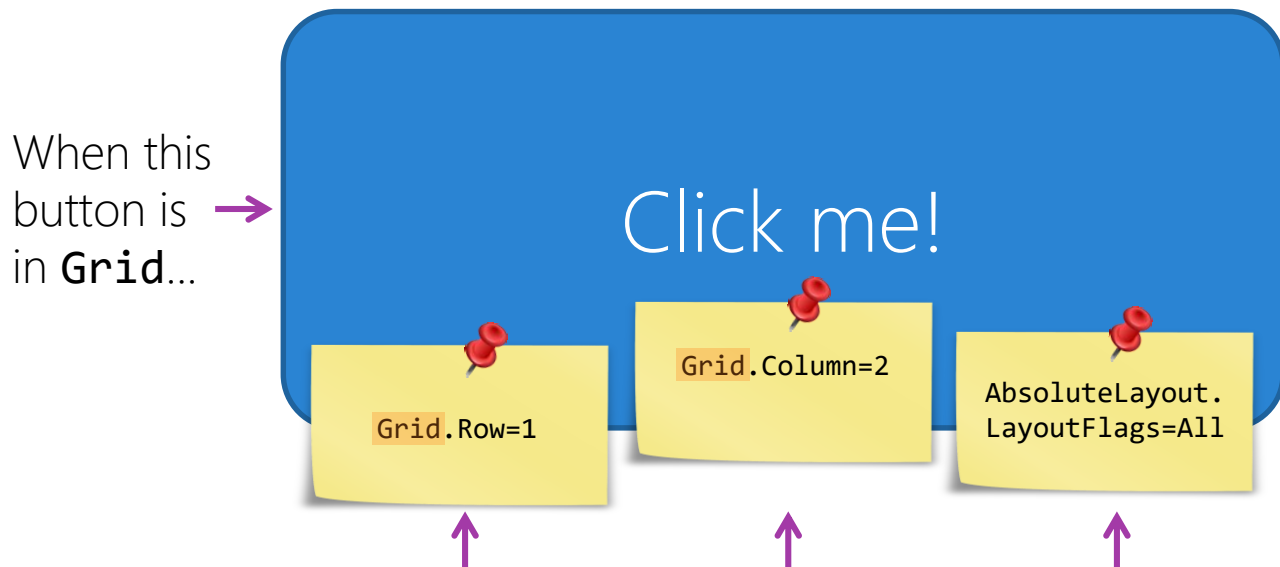 When this
button is
in Grid...
Click me!
Grid.Row=1
Grid.Column=2
AbsoluteLayout.
LayoutFlags=All